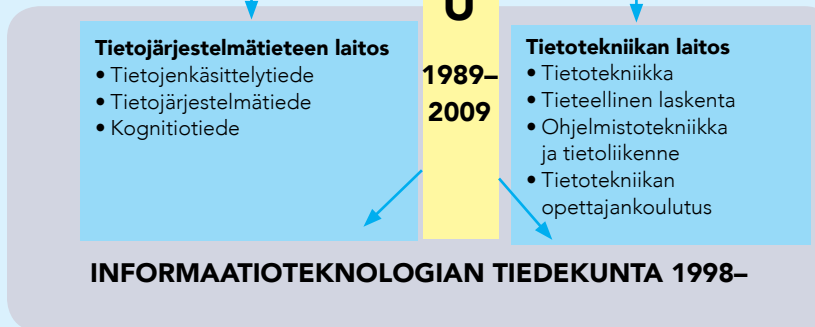 Tietojärjestelmätieteen laitos
• Tietojenkäsittelytiede
• Tietojärjestelmätiede
• Kognitiotiede
1989–
2009
Tietotekniikan laitos
• Tietotekniikka
• Tieteellinen laskenta
• Ohjelmistotekniikka
ja tietoliikenne
• Tietotekniikan
opettajankoulutus
INFORMAATIOTEKNOLOGIAN TIEDEKUNTA 1998–